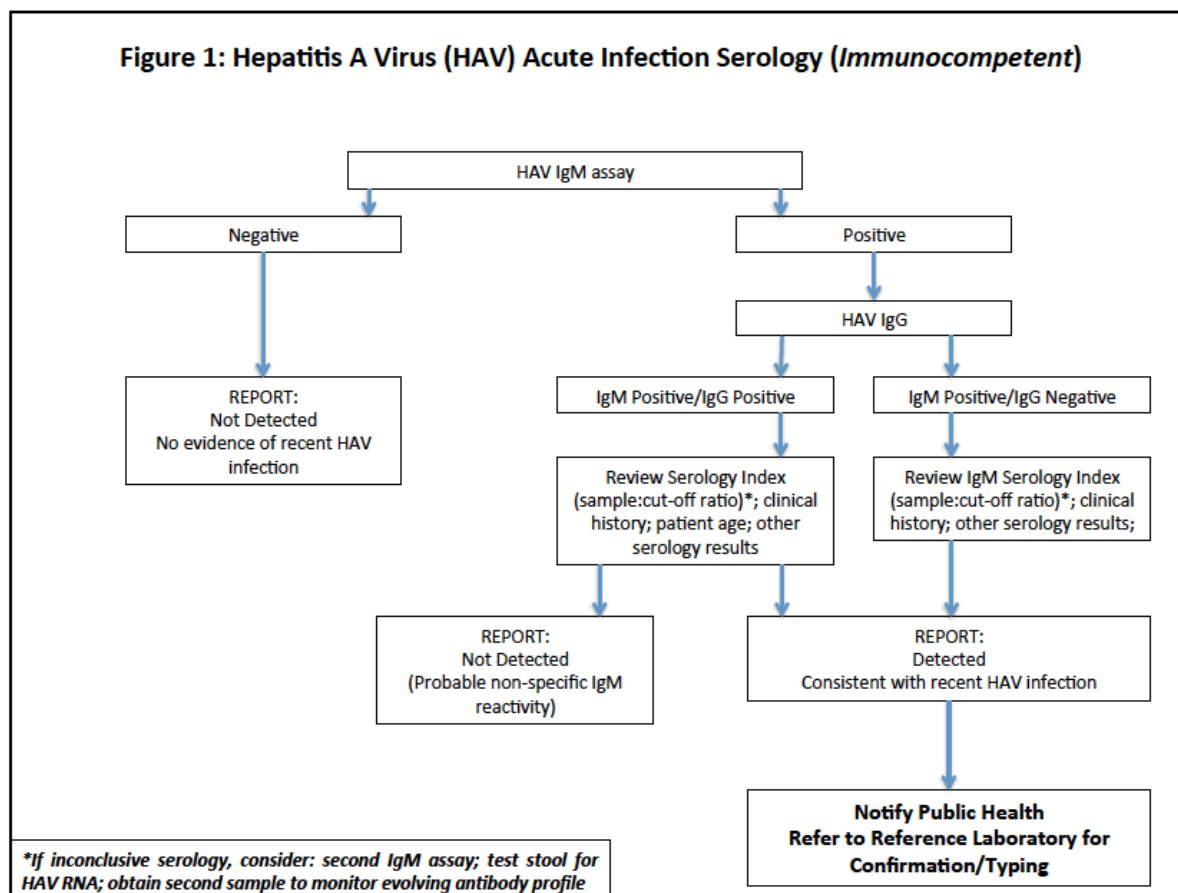 Figure 1: Hepatitis A Virus (HAV) Acute Infection Serology (Immunocompetent)
HAV IgM assay
Negative
Positive
HAV IgG
REPORT:
Not Detected
No evidence of recent HAV
infection
IgM Positive/IgG Positive
IgM Positive/IgG Negative
Review Serology Index
(sample:cut-off ratio)*; clinical
history; patient age; other
serology results
Review IgM Serology Index
(sample:cut-off ratio)*; clinical
history; other serology results;
REPORT:
Not Detected
(Probable non-specific IgM
reactivity)
REPORT:
Detected
Consistent with recent HAV infection
Notify Public Health
Refer to Reference Laboratory for
Confirmation/Typing
*If inconclusive serology, consider: second IgM assay; test stool for
HAV RNA; obtain second sample to monitor evolving antibody profile